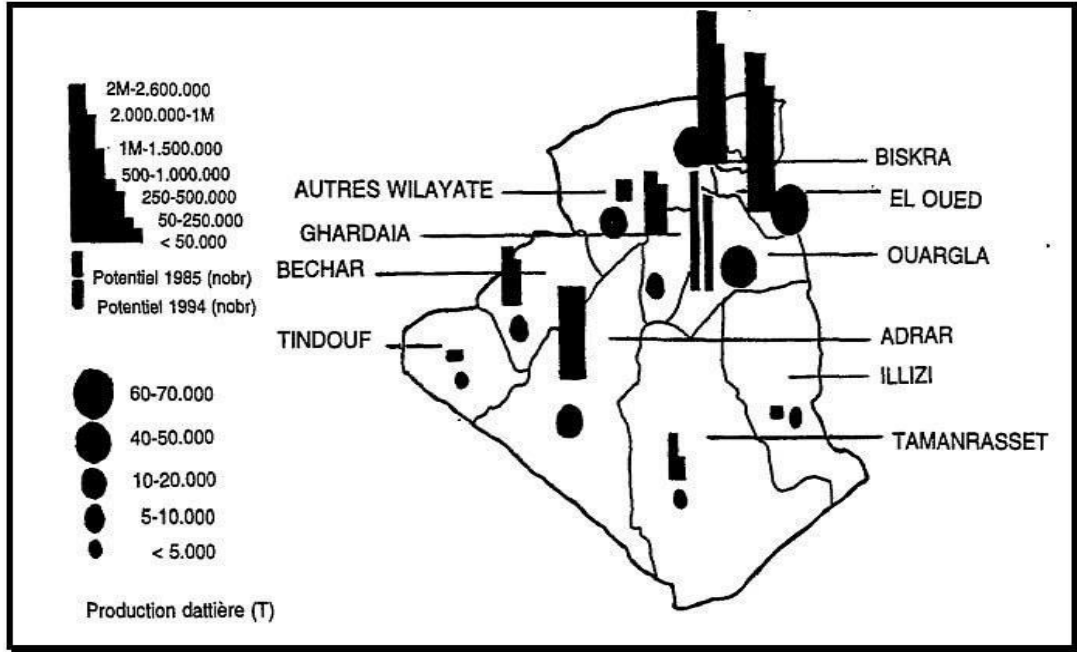 2M-2.600.000
2.000.000-1M
1M-1.500.000
500-1.000.000
250-500.000
50-250.000
< 50.000
Potentiel 1985 (nobr)
Potentiel 1994 (nobr)
60-70.000
40-50.000
10-20.000
5-10.000
< 5.000
Production dattière (T)
AUTRES WILAYATE
GHARDAIA
BECHAR
TINDOUF
BISKRA
EL OUED
OUARGLA
ADRAR
ILLIZI
TAMANRASSET